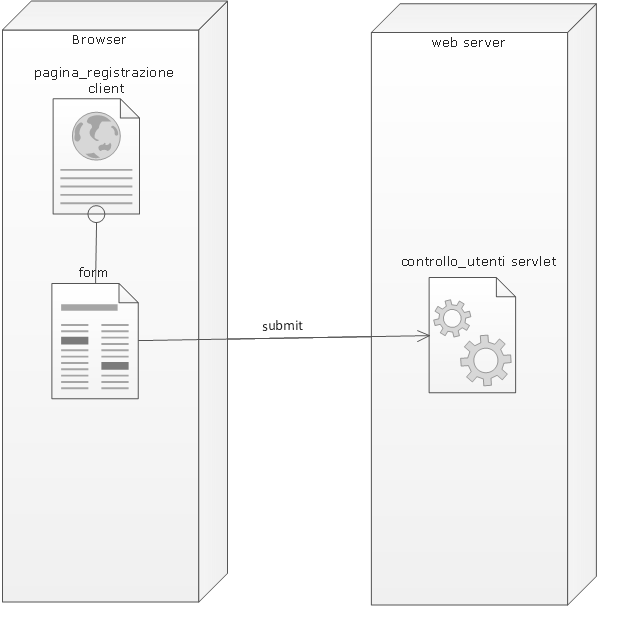 Browser
web server
pagina_registrazione
client
controllo_utenti servlet
form
submit